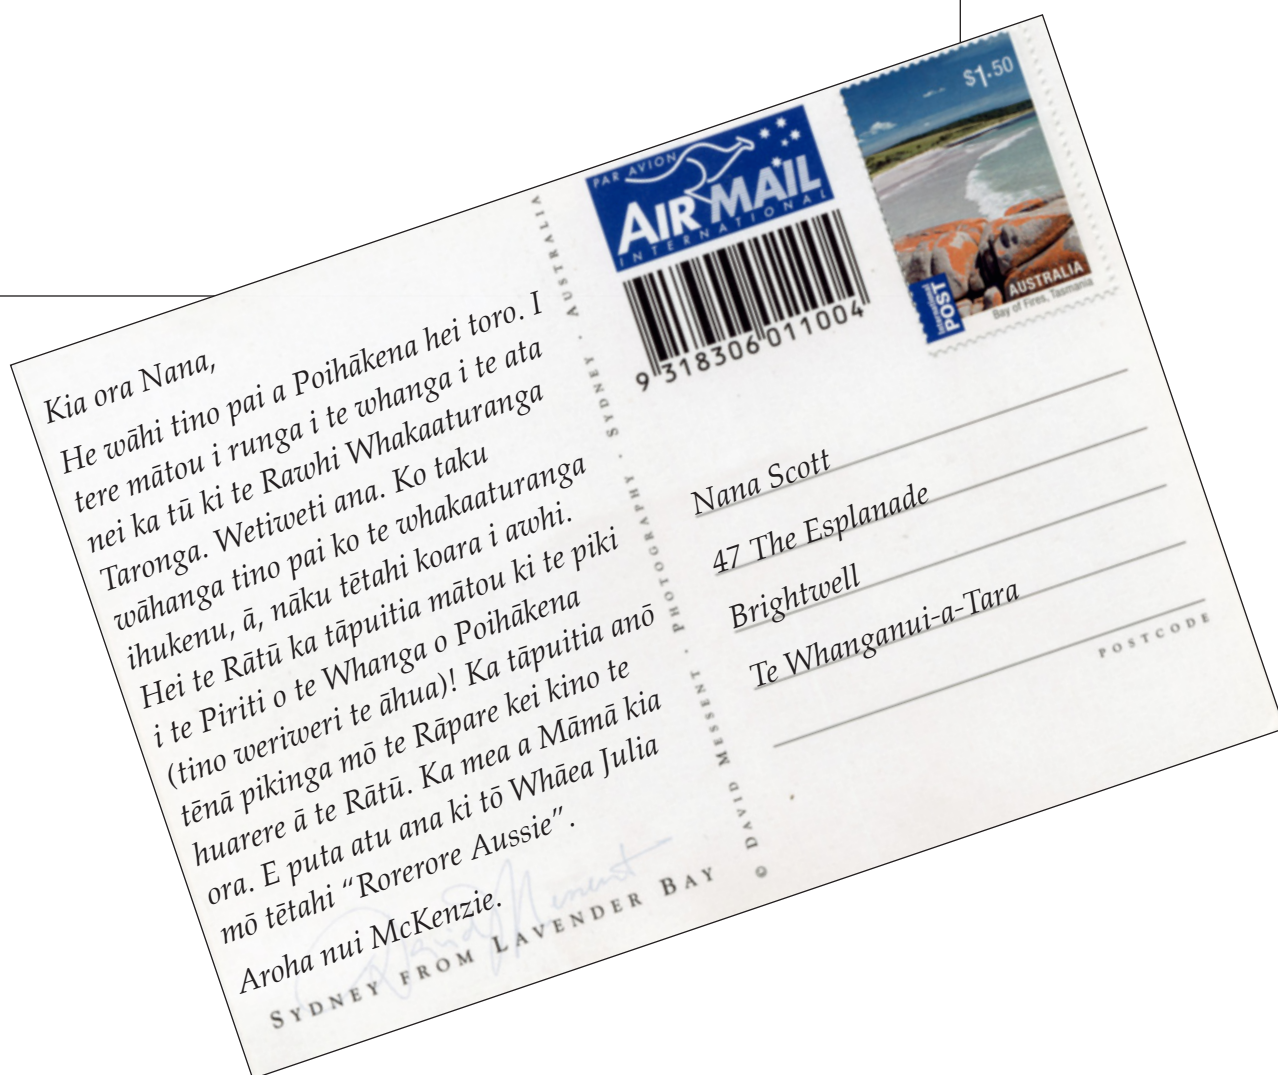 Kia ora Nana,
He wāhi tino pai a Poihākena hei toro. I
tere mātou i runga i te whanga i te ata
nei ka tū ki te Rawhi Whakaaturanga
Taronga. Wetiweti ana. Ko taku
wāhanga tino pai ko te whakaaturanga
ihukenu, ā, nāku tētahi koara i awhi.
Hei te Rātū ka tāpuitia mātou ki te piki
i te Piriti o te Whanga o Poihākena
(tino weriweri te āhua)! Ka tāpuitia anō
tēnā pikinga mō te Rāpare kei kino te
huarere ā te Rātū. Ka mea a Māmā kia
ora. E puta atu ana ki tō Whāea Julia
mō tētahi “Rorerore Aussie”.
Aroha nui McKenzie.
SYDNEY FROM LAVENDER BAY
© DAVID MESSENT · PHOTOGRAPHY · SYDNEY · AUSTRALIA
PAR AVION
AIR MAIL
INTERNATIONAL
9 318306 011004
$1.50
AUSTRALIA
Bay of Fires, Tasmania
International
POST
Nana Scott
47 The Esplanade
Brightwell
Te Whanganui-a-Tara
POSTCODE
David Messent